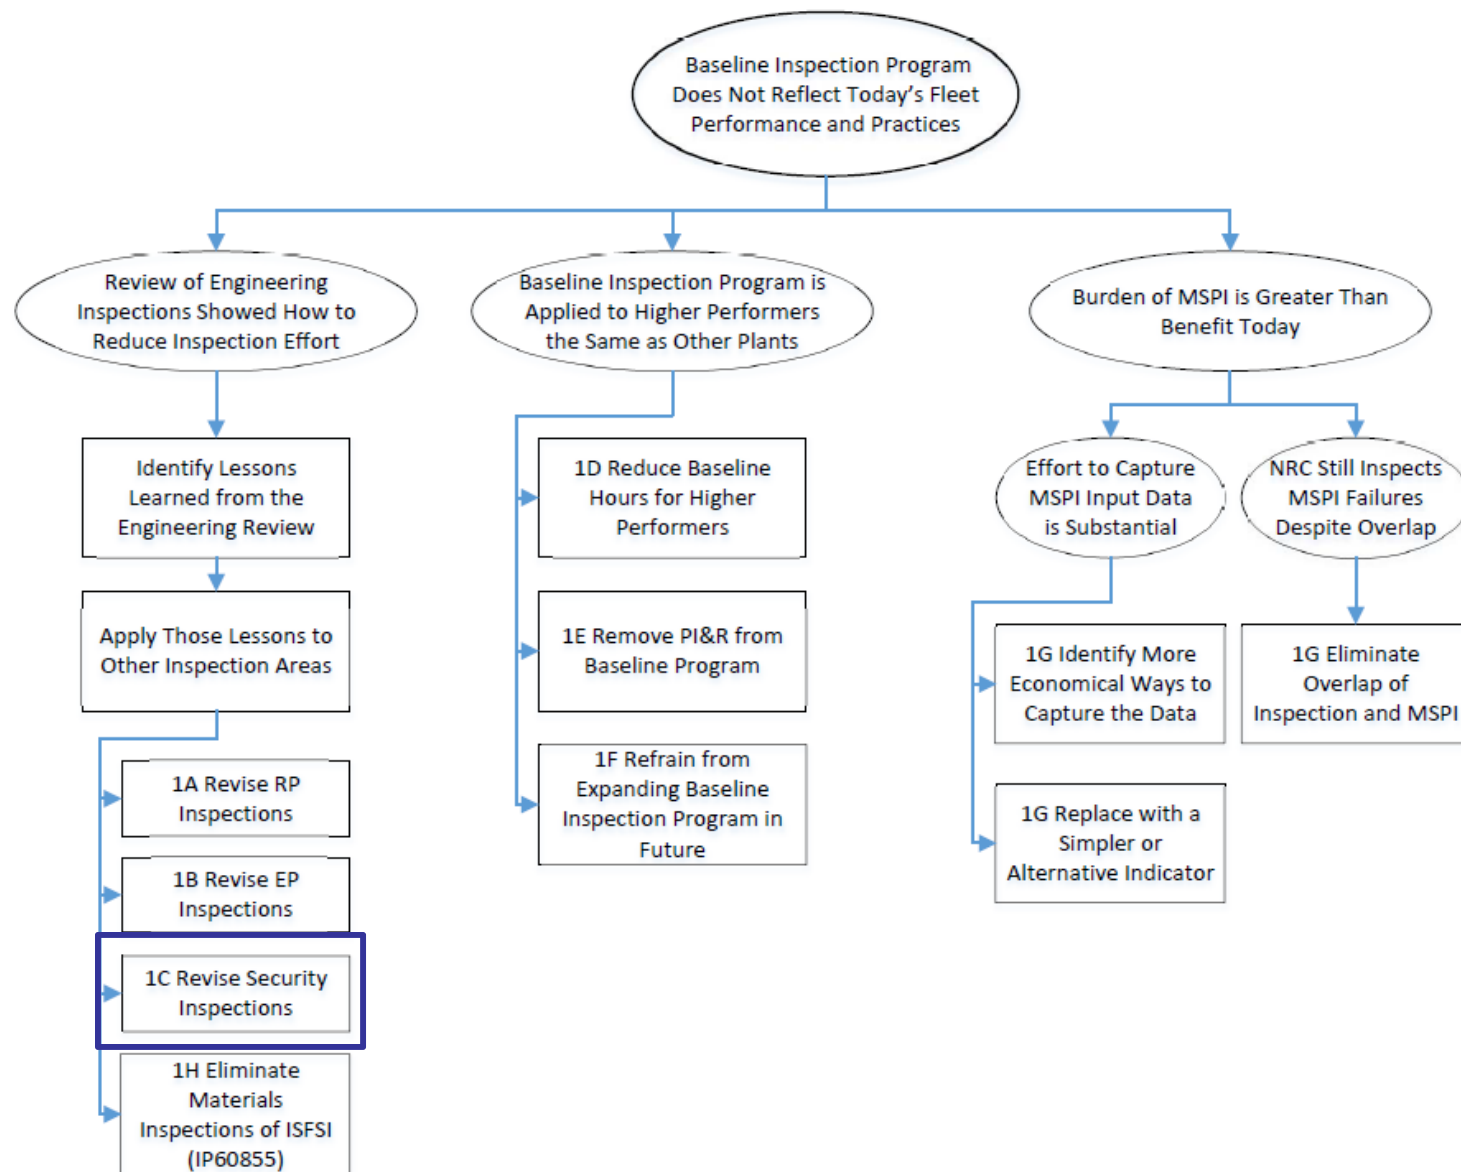 Baseline Inspection Program
Does Not Reflect Today's Fleet
Performance and Practices
Review of Engineering
Inspections Showed How to
Reduce Inspection Effort
Baseline Inspection Program is
Applied to Higher Performers
the Same as Other Plants
Burden of MSPI is Greater Than
Benefit Today
Identify Lessons
Learned from the
Engineering Review
1D Reduce Baseline
Hours for Higher
Performers
Effort to Capture
MSPI Input Data
is Substantial
NRC Still Inspects
MSPI Failures
Despite Overlap
Apply Those Lessons to
Other Inspection Areas
1E Remove PI&R from
Baseline Program
1G Identify More
Economical Ways to
Capture the Data
1G Eliminate
Overlap of
Inspection and MSPI
1A Revise RP
Inspections
1F Refrain from
Expanding Baseline
Inspection Program in
Future
1G Replace with a
Simpler or
Alternative Indicator
1B Revise EP
Inspections
1C Revise Security
Inspections
1H Eliminate
Materials
Inspections of ISFSI
(IP60855)